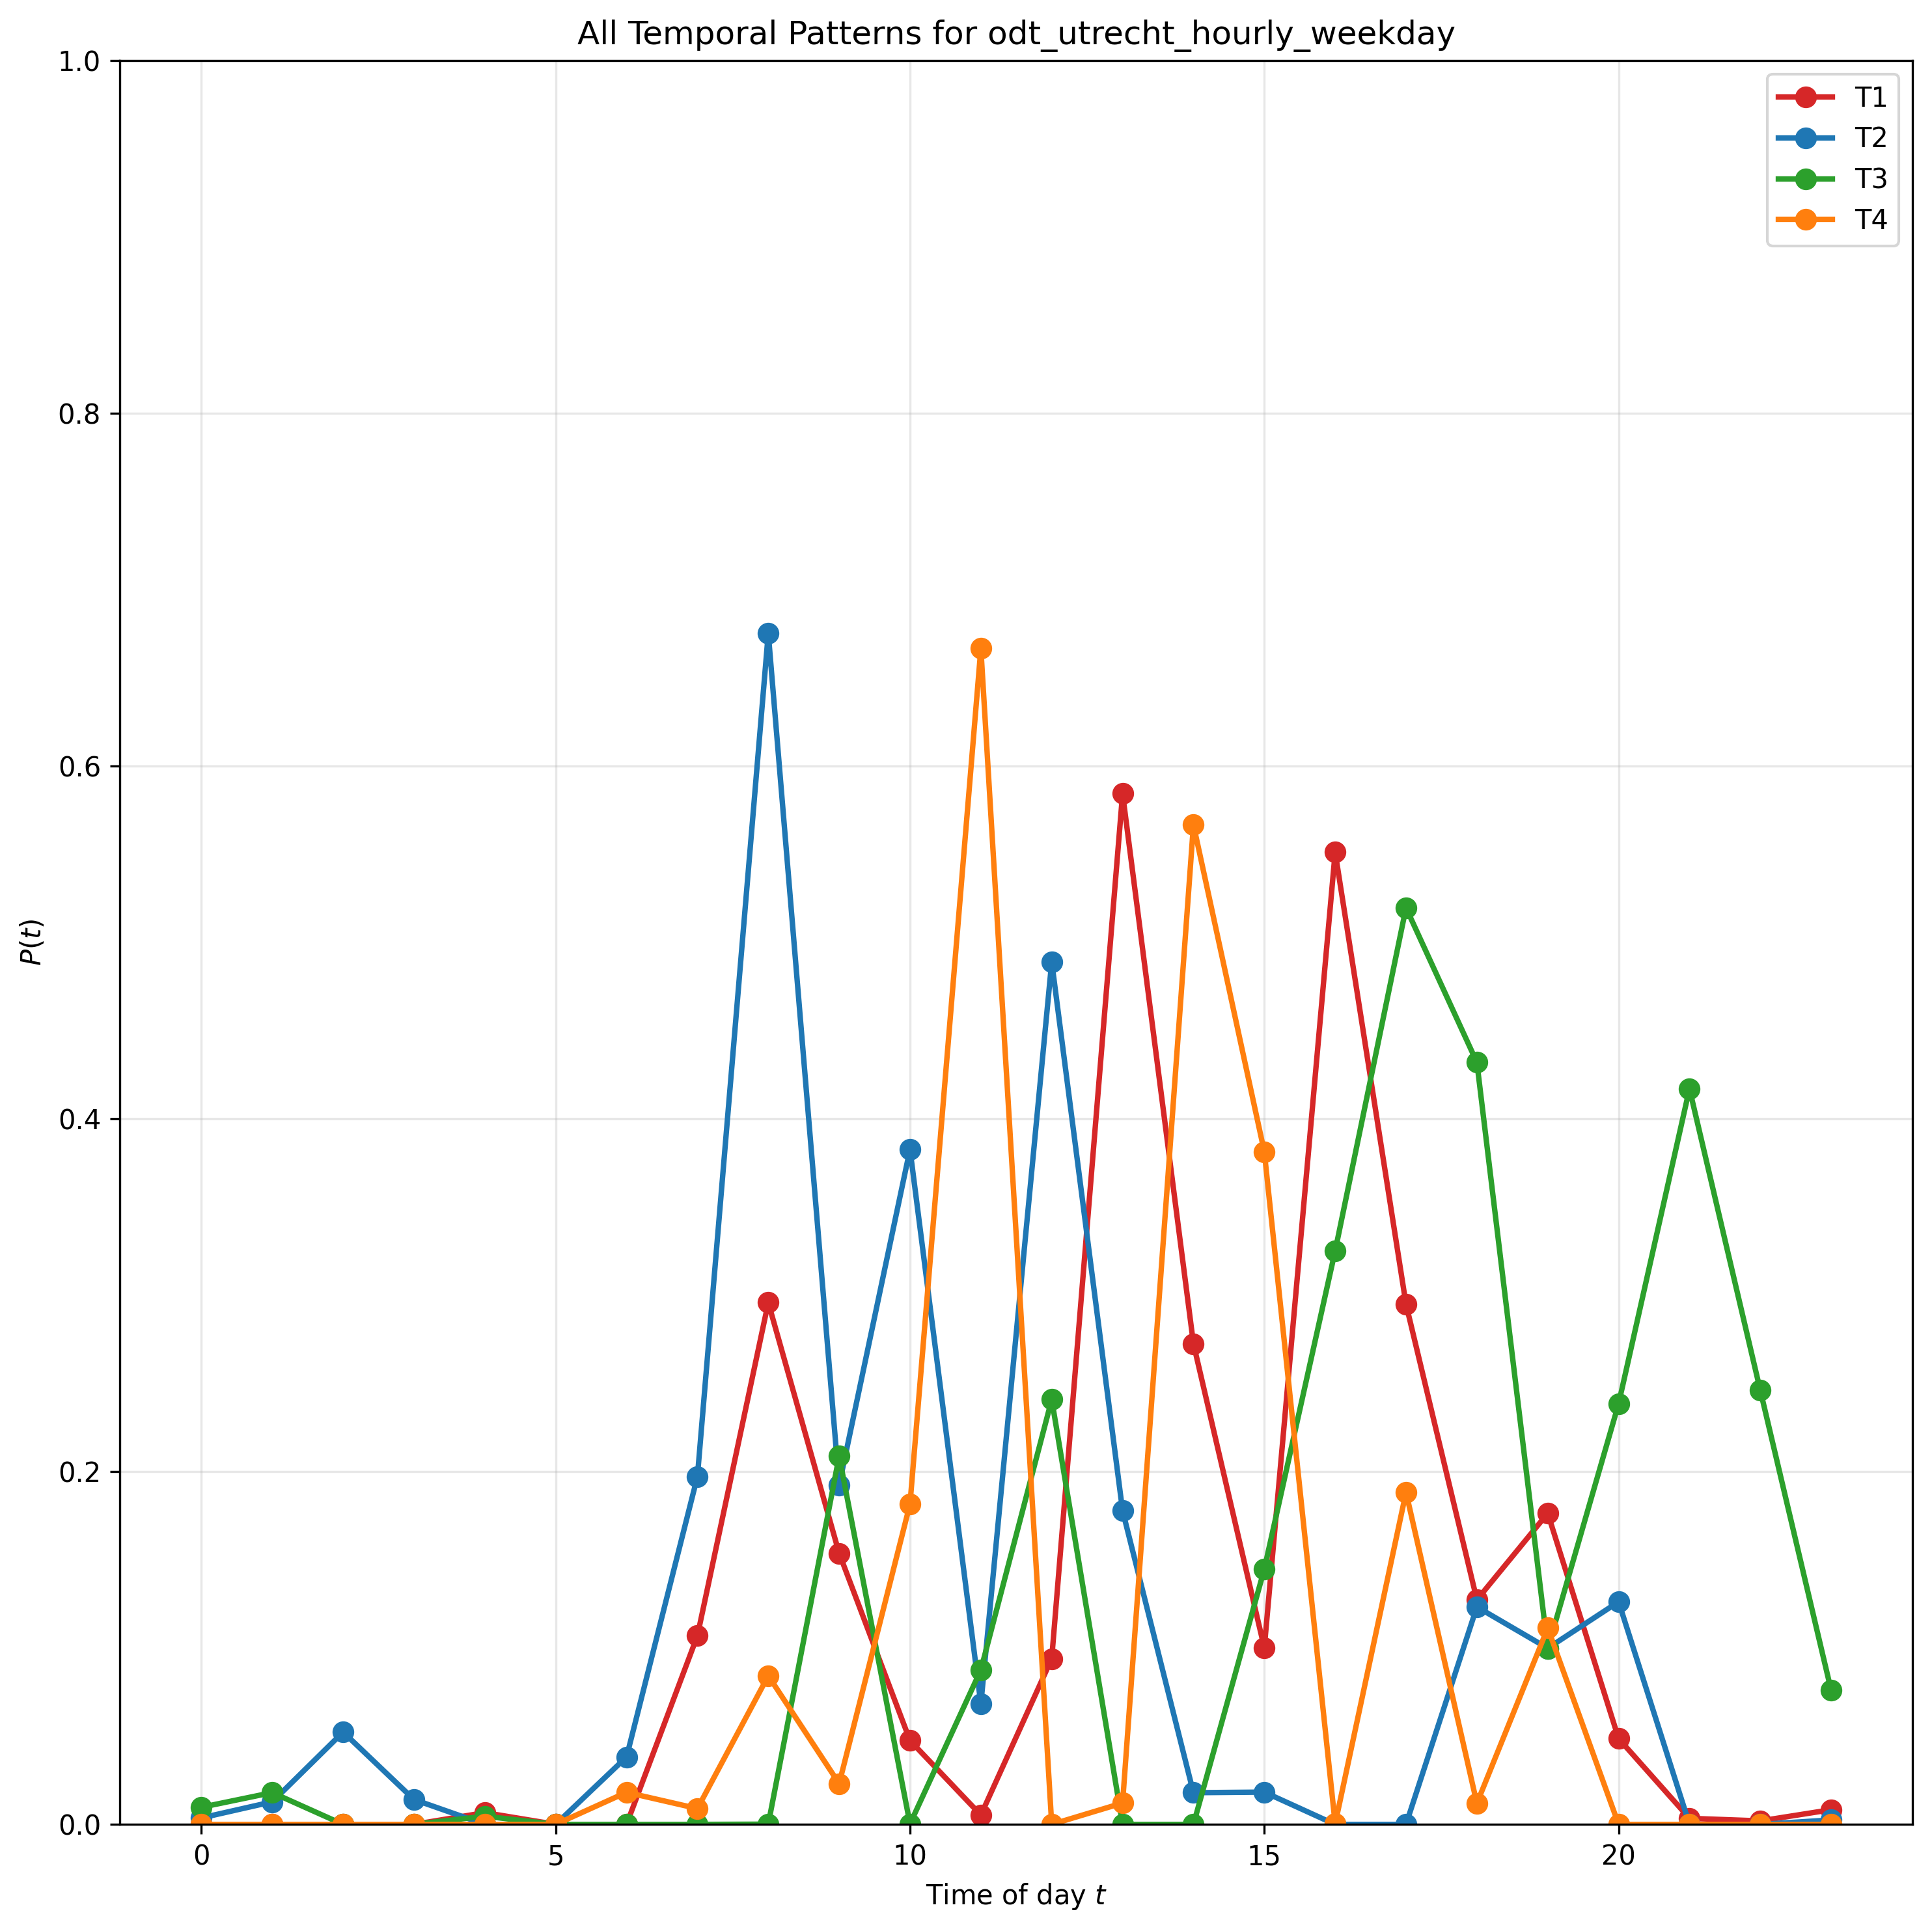 All Temporal Patterns for odt_utrecht_hourly_weekday
1.0
0.8
0.6
0.4
0.2
0.0
P(t)
T1
T2
T3
T4
0 5 10 15 20
Time of day t